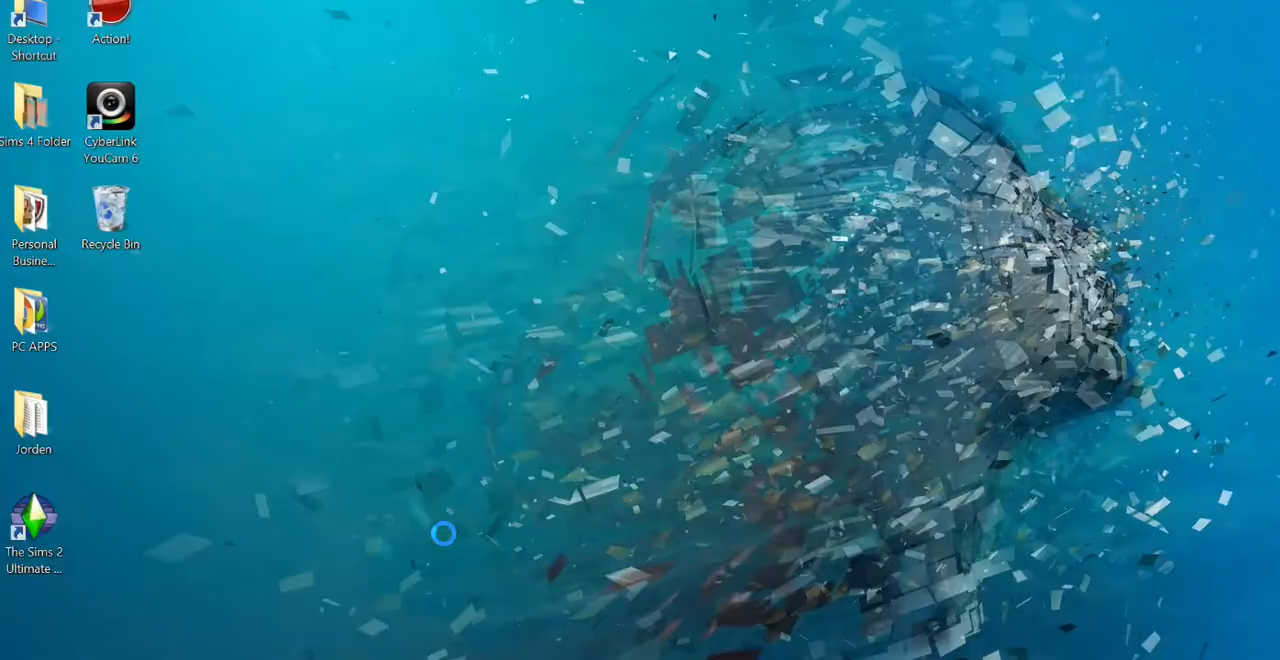 Desktop -
Shortcut
Action!
Sims 4 Folder
CyberLink
YouCam 6
Personal
Busine...
Recycle Bin
PC APPS
Jorden
The Sims 2
Ultimate ...